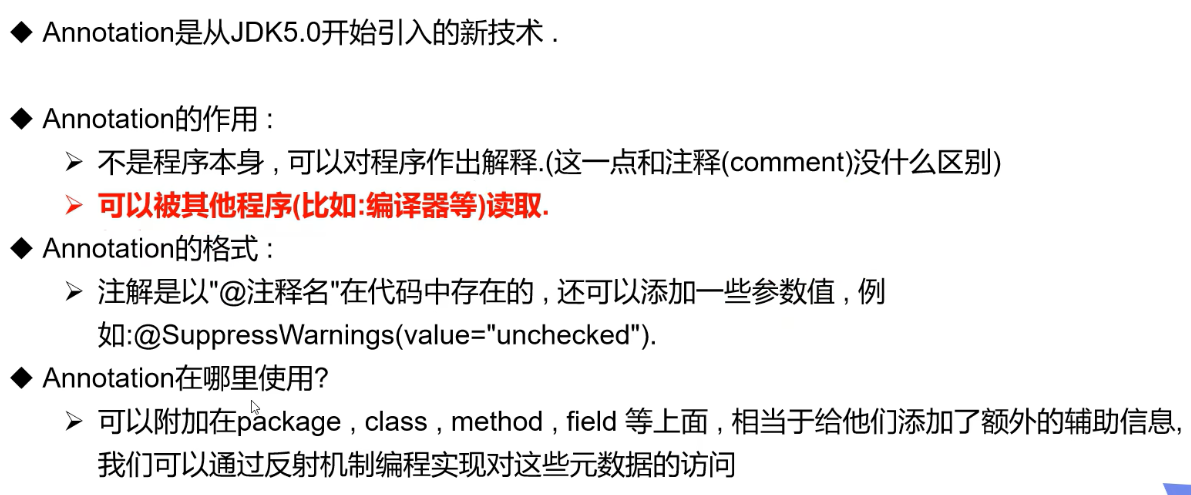 ◆ Annotation是从JDK5.0开始引入的新技术 .
◆ Annotation的作用 :
➢ 不是程序本身 , 可以对程序作出解释.(这一点和注释(comment)没什么区别)
➢ 可以被其他程序(比如:编译器等)读取.
◆ Annotation的格式 :
➢ 注解是以"@注释名"在代码中存在的 , 还可以添加一些参数值 , 例
如:@SuppressWarnings(value="unchecked").
◆ Annotation在哪里使用?
➢ 可以附加在package , class , method , field 等上面 , 相当于给他们添加了额外的辅助信息,
我们可以通过反射机制编程实现对这些元数据的访问